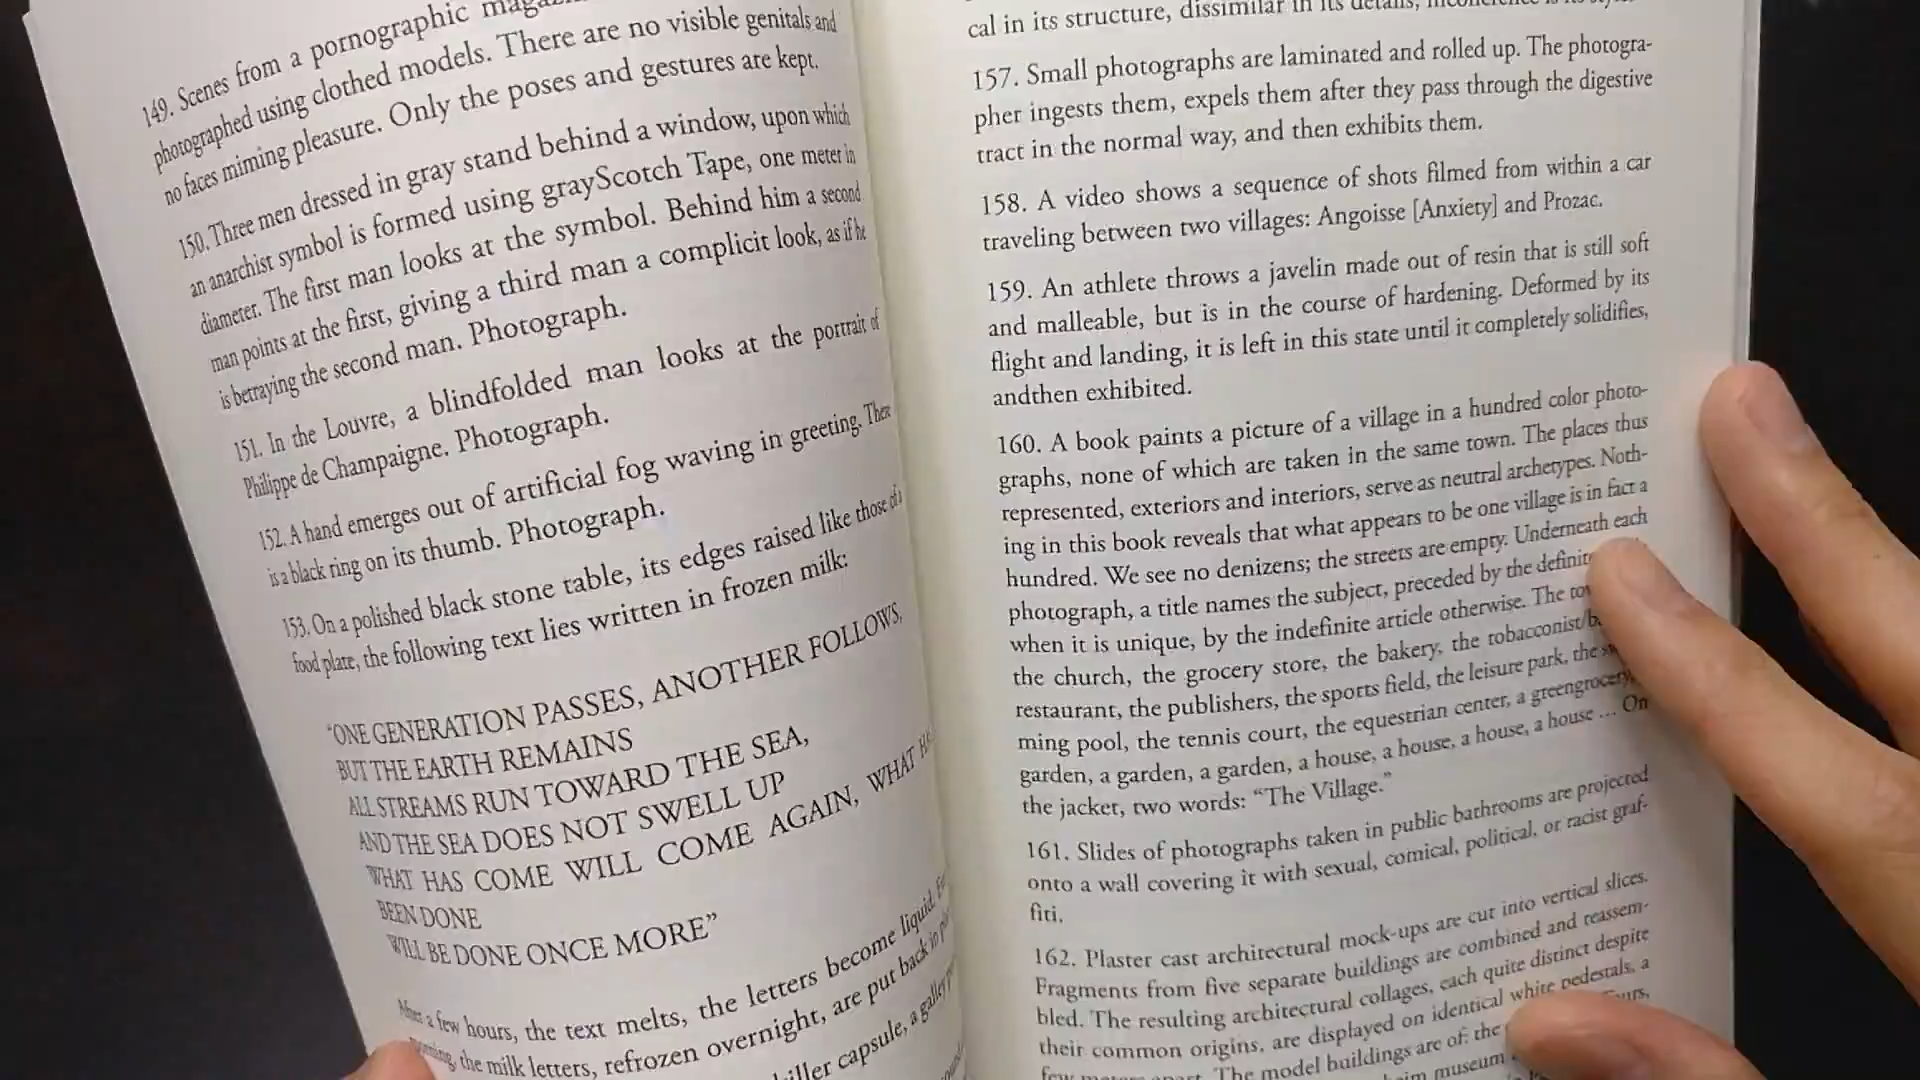 149. Scenes from a pornographic
photographed using clothed models. There are no visible genitals and
no faces miming pleasure. Only the poses and gestures are kept.
150. Three men dressed in gray stand behind a window, upon which
an anarchist symbol is formed using grayScotch Tape, one meter in
diameter. The first man looks at the symbol. Behind him a second
man points at the first, giving a third man a complicit look, as if he
is betraying the second man. Photograph.
151. In the Louvre, a blindfolded man looks at the portrait of
Philippe de Champaigne. Photograph.
152. A hand emerges out of artificial fog waving in greeting. There
is a black ring on its thumb. Photograph.
153. On a polished black stone table, its edges raised like those of a
food plate, the following text lies written in frozen milk:
"ONE GENERATION PASSES, ANOTHER FOLLOWS,
BUT THE EARTH REMAINS
ALL STREAMS RUN TOWARD THE SEA,
AND THE SEA DOES NOT SWELL UP
WHAT HAS COME WILL COME AGAIN, WHAT
BEEN DONE
WILL BE DONE ONCE MORE"
After a few hours, the text melts, the letters become liquid.
the milk letters, refrozen overnight, are put back in
capsule, a
cal in its structure, dissimilar in its details,
157. Small photographs are laminated and rolled up. The photogra-
pher ingests them, expels them after they pass through the digestive
tract in the normal way, and then exhibits them.
158. A video shows a sequence of shots filmed from within a car
traveling between two villages: Angoisse [Anxiety] and Prozac.
159. An athlete throws a javelin made out of resin that is still soft
and malleable, but is in the course of hardening. Deformed by its
flight and landing, it is left in this state until it completely solidifies,
andthen exhibited.
160. A book paints a picture of a village in a hundred color photo-
graphs, none of which are taken in the same town. The places thus
represented, exteriors and interiors, serve as neutral archetypes. Noth-
ing in this book reveals that what appears to be one village is in fact a
hundred. We see no denizens; the streets are empty. Underneath each
photograph, a title names the subject, preceded by the
when it is unique, by the indefinite article otherwise. The
the church, the grocery store, the bakery, the
restaurant, the publishers, the sports field, the leisure park, the
ming pool, the tennis court, the equestrian center, a greengrocery,
garden, a garden, a garden, a house, a house, a house, a house ... On
the jacket, two words: "The Village."
161. Slides of photographs taken in public bathrooms are projected
onto a wall covering it with sexual, comical, political, or racist graf-
fiti.
162. Plaster cast architectural mock-ups are cut into vertical slices.
Fragments from five separate buildings are combined and reassem-
bled. The resulting architectural collages, each quite distinct despite
their common origins, are displayed on identical white pedestals, a
few meters apart. The model buildings are of: the
museum